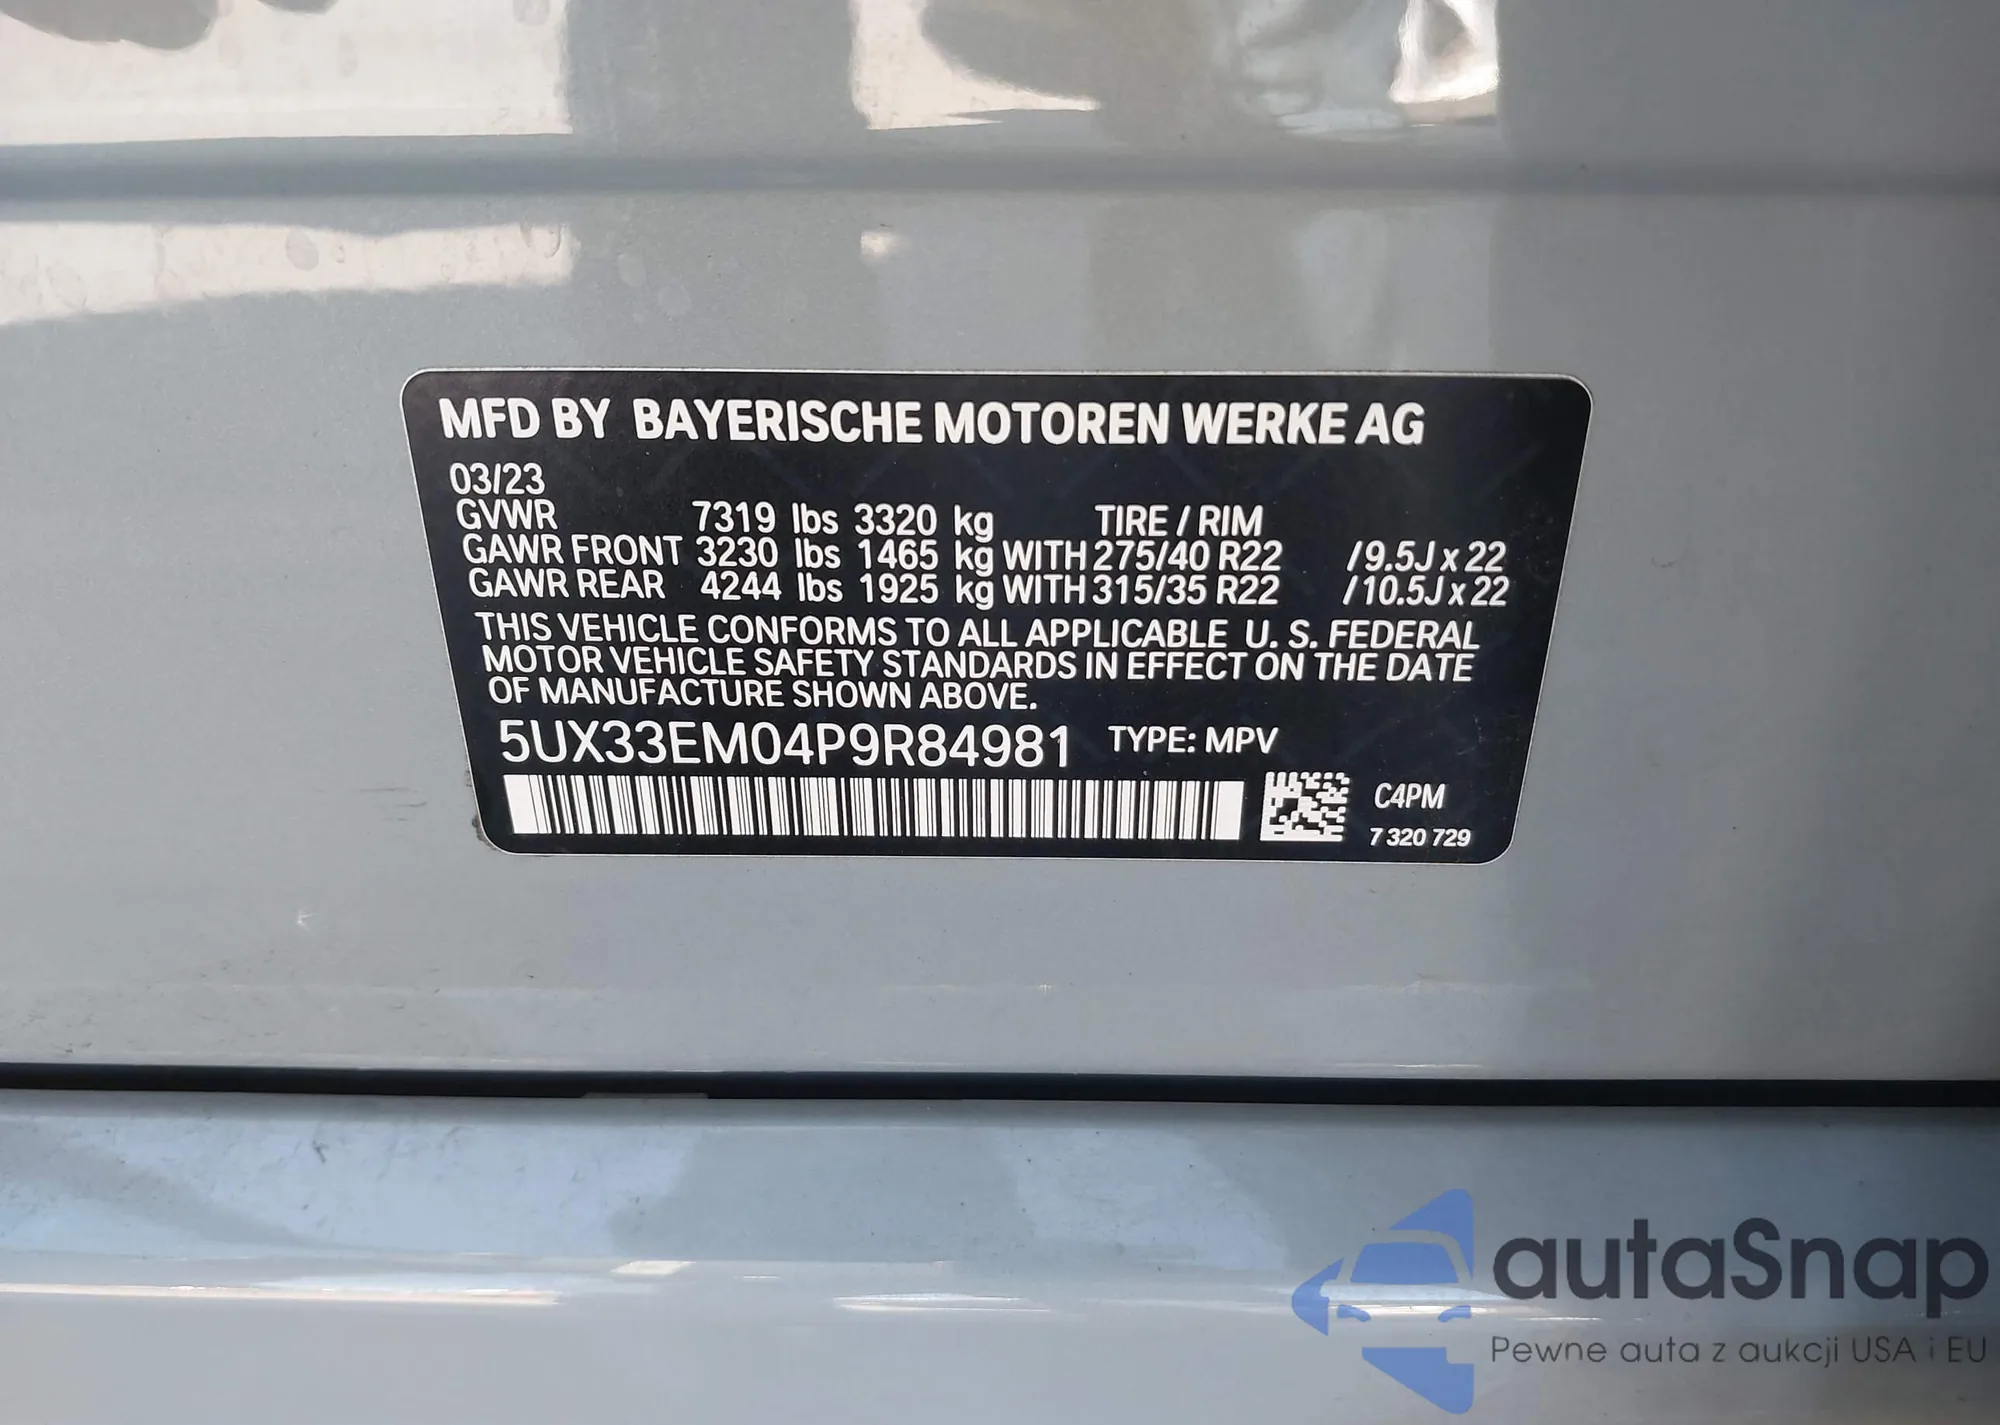 MFD BY BAYERISCHE MOTOREN WERKE AG
03/23
GVWR 7319 lbs 3320 kg TIRE / RIM
GAWR FRONT 3230 lbs 1465 kg WITH 275/40 R22 /9.5J x 22
GAWR REAR 4244 lbs 1925 kg WITH 315/35 R22 /10.5J x 22
THIS VEHICLE CONFORMS TO ALL APPLICABLE U. S. FEDERAL
MOTOR VEHICLE SAFETY STANDARDS IN EFFECT ON THE DATE
OF MANUFACTURE SHOWN ABOVE.
5UX33EM04P9R84981 TYPE: MPV
C4PM
7 320 729
autaSnap
Pewne auta z aukcji USA i EU